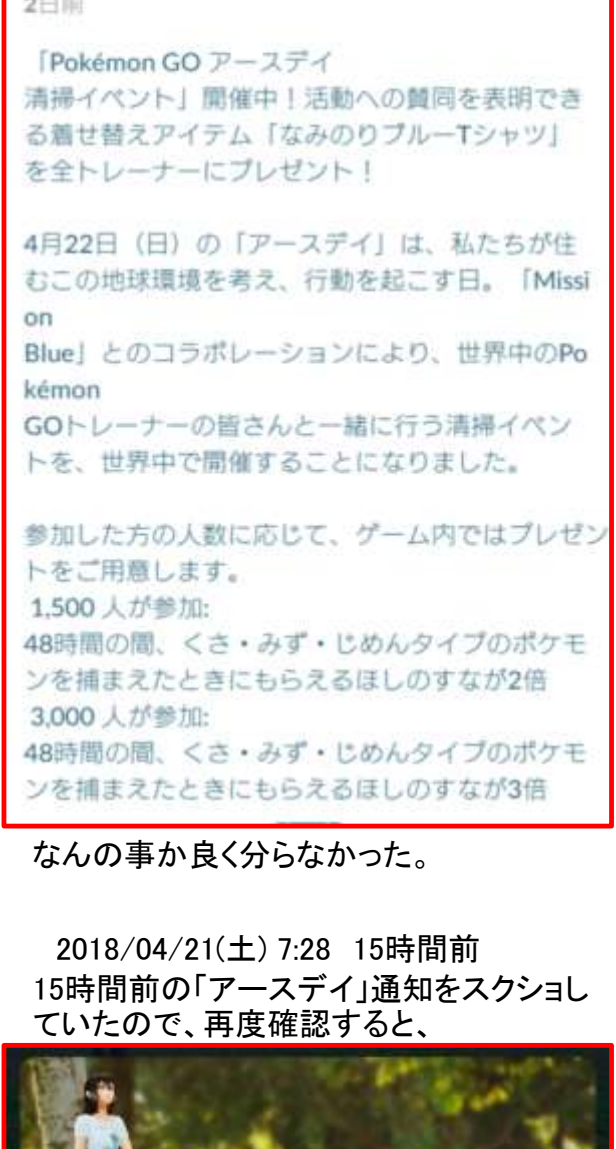 2日前
「Pokémon GO アースデイ
清掃イベント」開催中！活動への賛同を表明でき
る着せ替えアイテム「なみのりブルーTシャツ」
を全トレーナーにプレゼント！
4月22日（日）の「アースデイ」は、私たちが住
むこの地球環境を考え、行動を起こす日。「Missi
on
Blue」とのコラボレーションにより、世界中のPo
kémon
GOトレーナーの皆さんと一緒に行う清掃イベン
トを、世界中で開催することになりました。
参加した方の人数に応じて、ゲーム内ではプレゼン
トをご用意します。
1,500 人が参加:
48時間の間、くさ・みず・じめんタイプのポケモ
ンを捕まえたときにもらえるほしのすなが2倍
3,000 人が参加:
48時間の間、くさ・みず・じめんタイプのポケモ
ンを捕まえたときにもらえるほしのすなが3倍
なんの事か良く分らなかった。
2018/04/21(土) 7:28 15時間前
15時間前の「アースデイ」通知をスクショし
ていたので、再度確認すると、